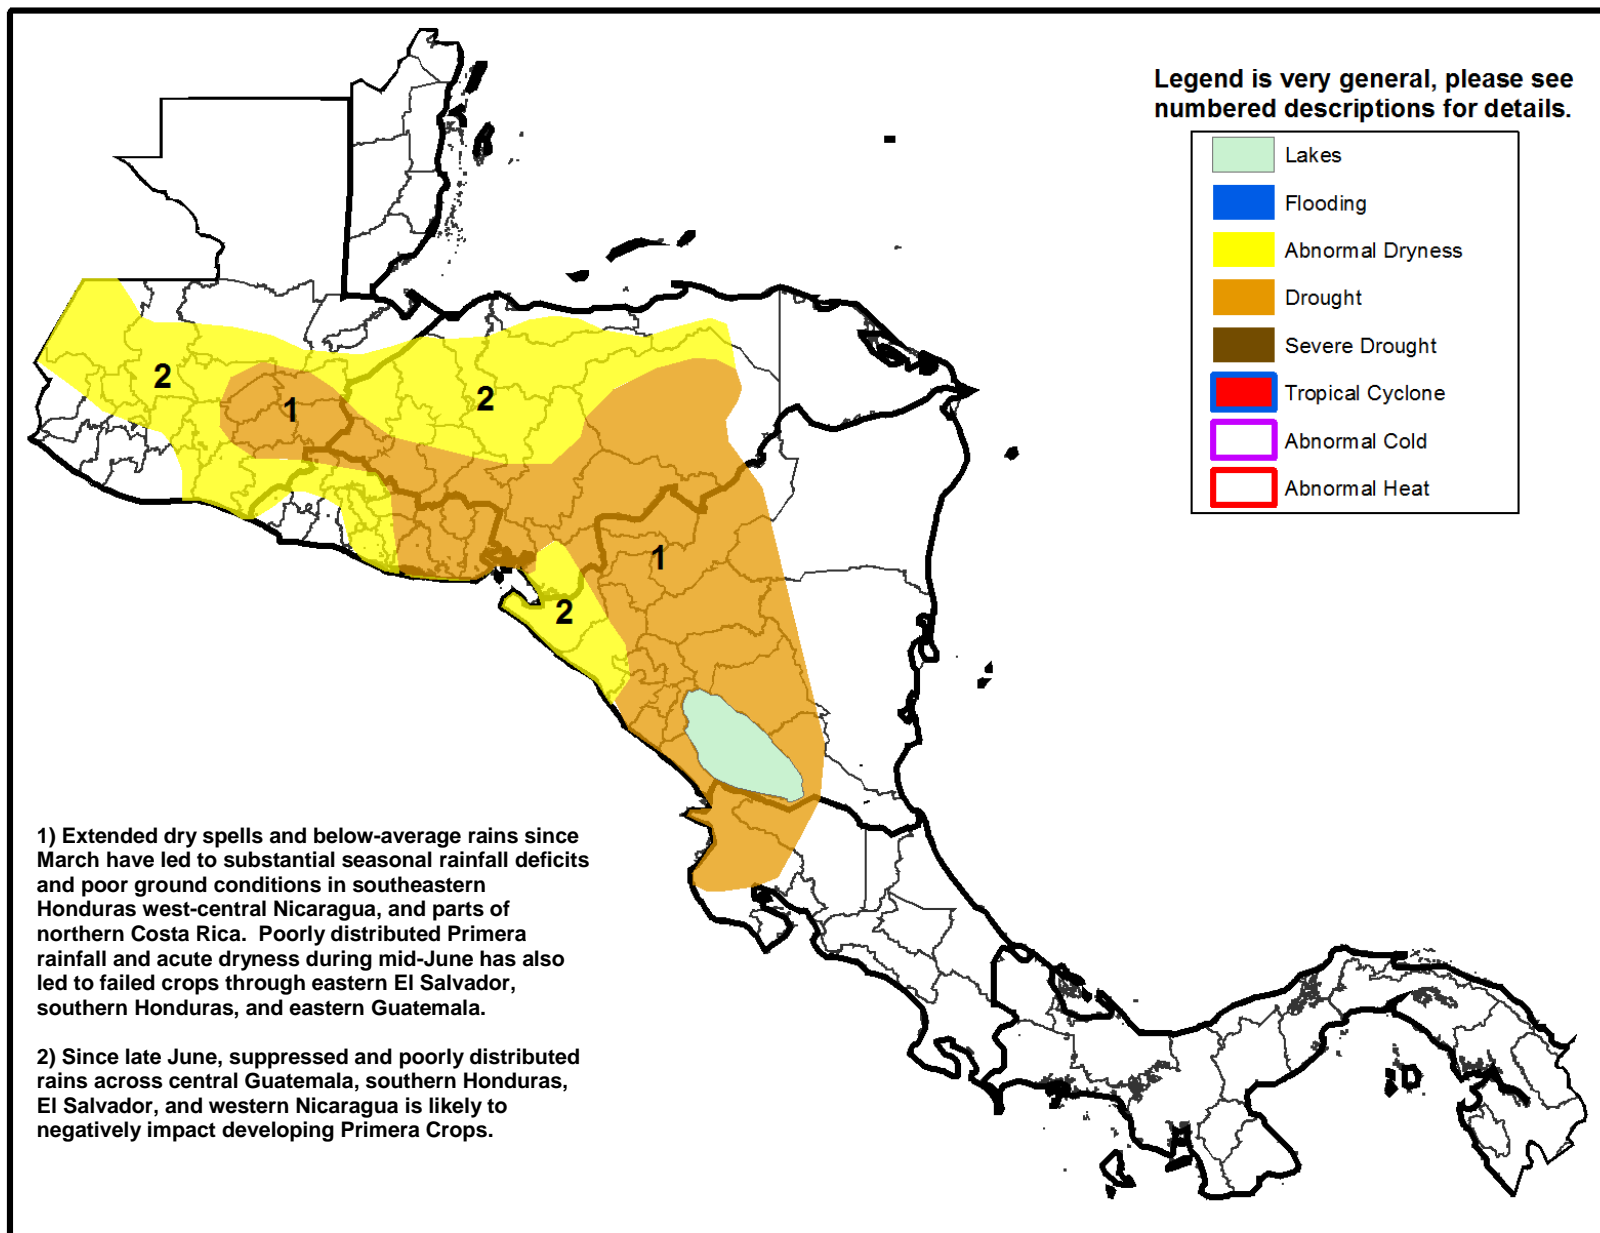 Legend is very general, please see
numbered descriptions for details.
Lakes
Flooding
Abnormal Dryness
Drought
Severe Drought
Tropical Cyclone
Abnormal Cold
Abnormal Heat
2
1
2
1
2
1) Extended dry spells and below-average rains since
March have led to substantial seasonal rainfall deficits
and poor ground conditions in southeastern
Honduras west-central Nicaragua, and parts of
northern Costa Rica.  Poorly distributed Primera
rainfall and acute dryness during mid-June has also
led to failed crops through eastern El Salvador,
southern Honduras, and eastern Guatemala.
2) Since late June, suppressed and poorly distributed
rains across central Guatemala, southern Honduras,
El Salvador, and western Nicaragua is likely to
negatively impact developing Primera Crops.